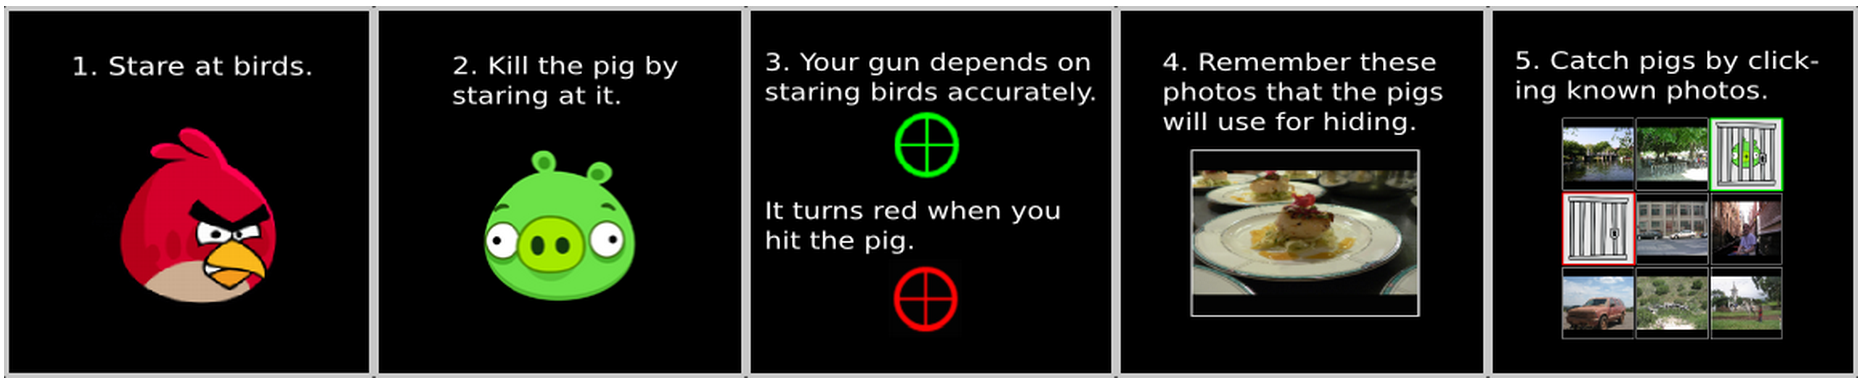 1. Stare at birds.
2. Kill the pig by
staring at it.
3. Your gun depends on
staring birds accurately.
It turns red when you
hit the pig.
4. Remember these
photos that the pigs
will use for hiding.
5. Catch pigs by click-
ing known photos.